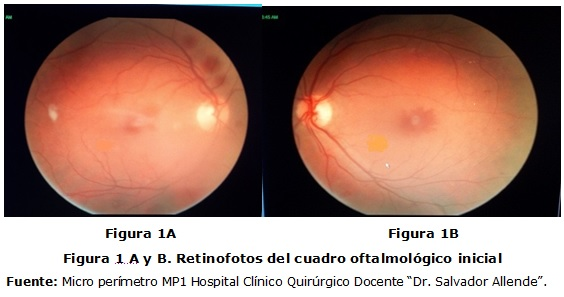 Figura 1A
Figura 1B
Figura 1 A y B. Retinofotos del cuadro oftalmológico inicial
Fuente: Micro perímetro MP1 Hospital Clínico Quirúrgico Docente “Dr. Salvador Allende”.